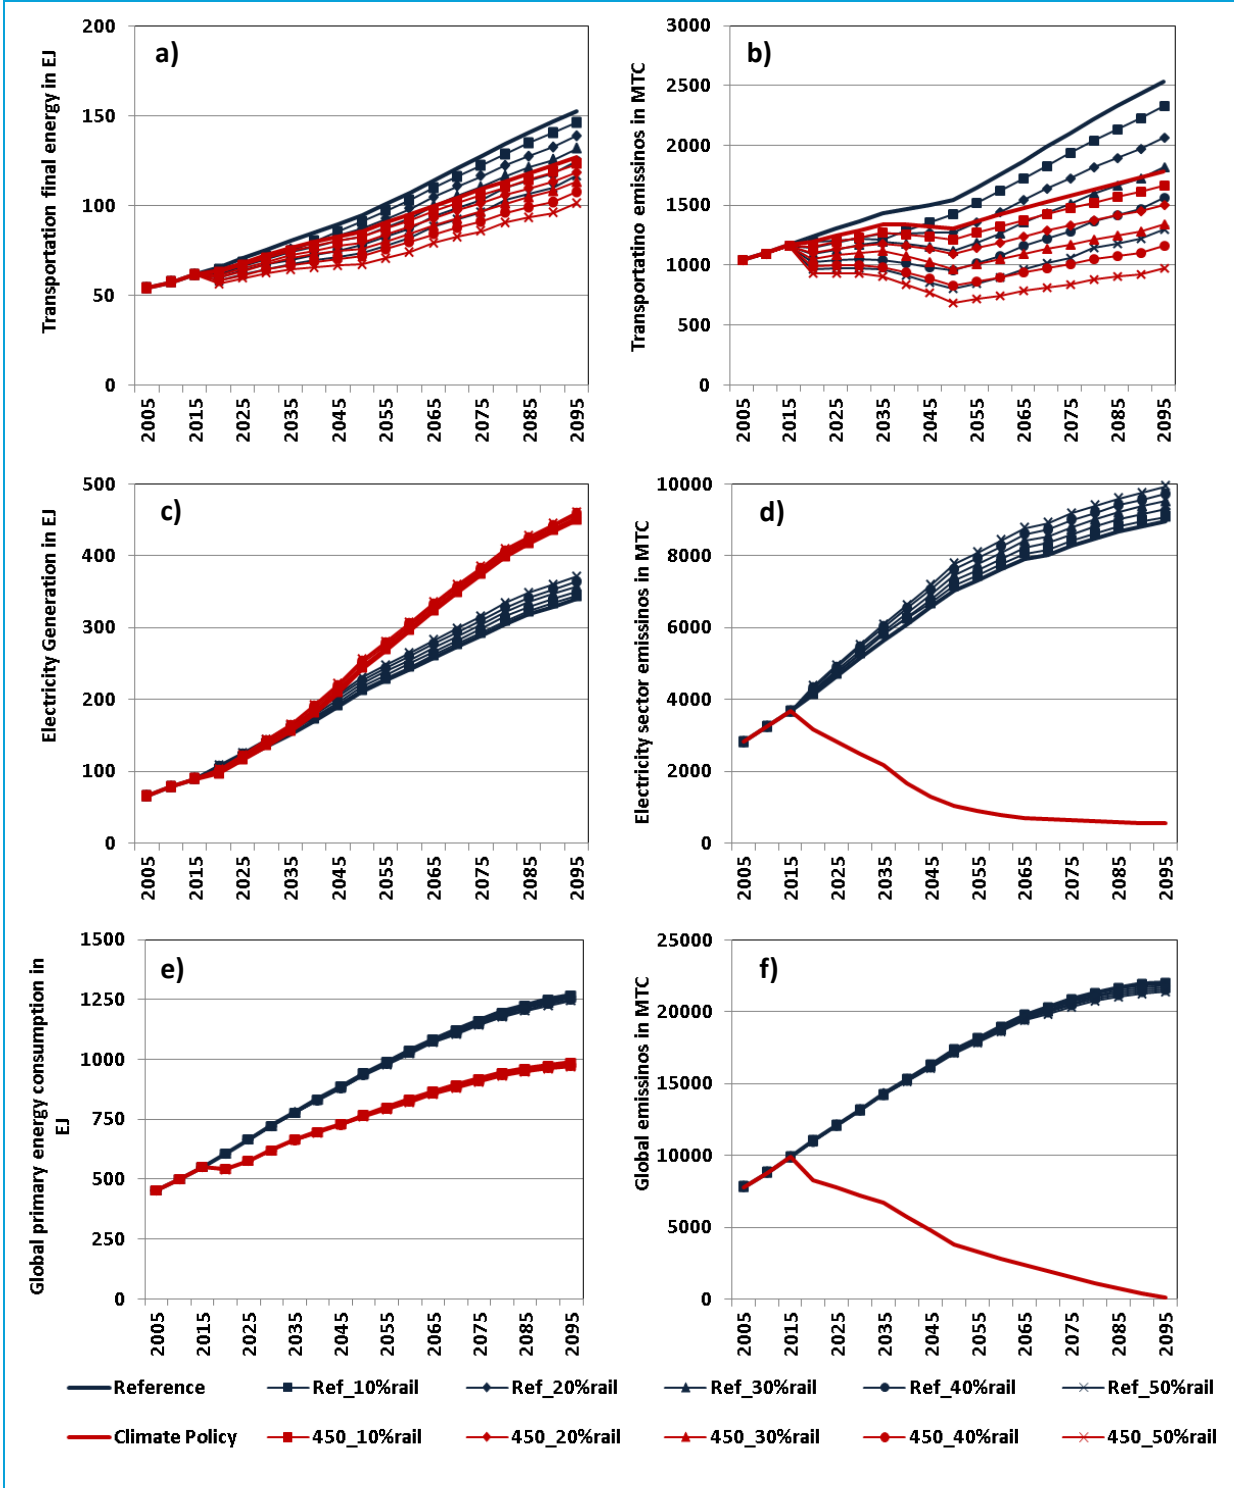 a)
Transportation final energy in EJ
200
150
100
50
0
2005 2015 2025 2035 2045 2055 2065 2075 2085 2095
b)
Transportatino emissinos in MTC
3000
2500
2000
1500
1000
500
0
2005 2015 2025 2035 2045 2055 2065 2075 2085 2095
c)
Electricity Generation in EJ
500
400
300
200
100
0
2005 2015 2025 2035 2045 2055 2065 2075 2085 2095
d)
Electricity sector emissinos in MTC
10000
8000
6000
4000
2000
0
2005 2015 2025 2035 2045 2055 2065 2075 2085 2095
e)
Global primary energy consumption in
EJ
1500
1250
1000
750
500
250
0
2005 2015 2025 2035 2045 2055 2065 2075 2085 2095
f)
Global emissinos in MTC
25000
20000
15000
10000
5000
0
2005 2015 2025 2035 2045 2055 2065 2075 2085 2095
Reference Ref_10%rail Ref_20%rail Ref_30%rail Ref_40%rail Ref_50%rail
Climate Policy 450_10%rail 450_20%rail 450_30%rail 450_40%rail 450_50%rail